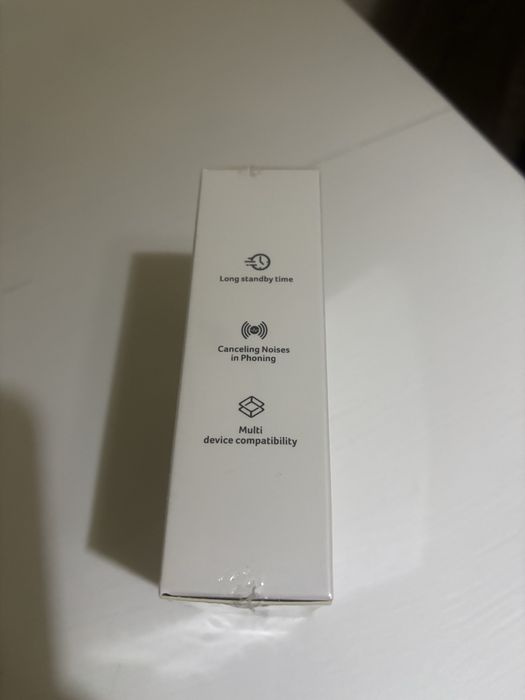 Long standby time
Canceling Noises
in Phoning
Multi
device compatibility